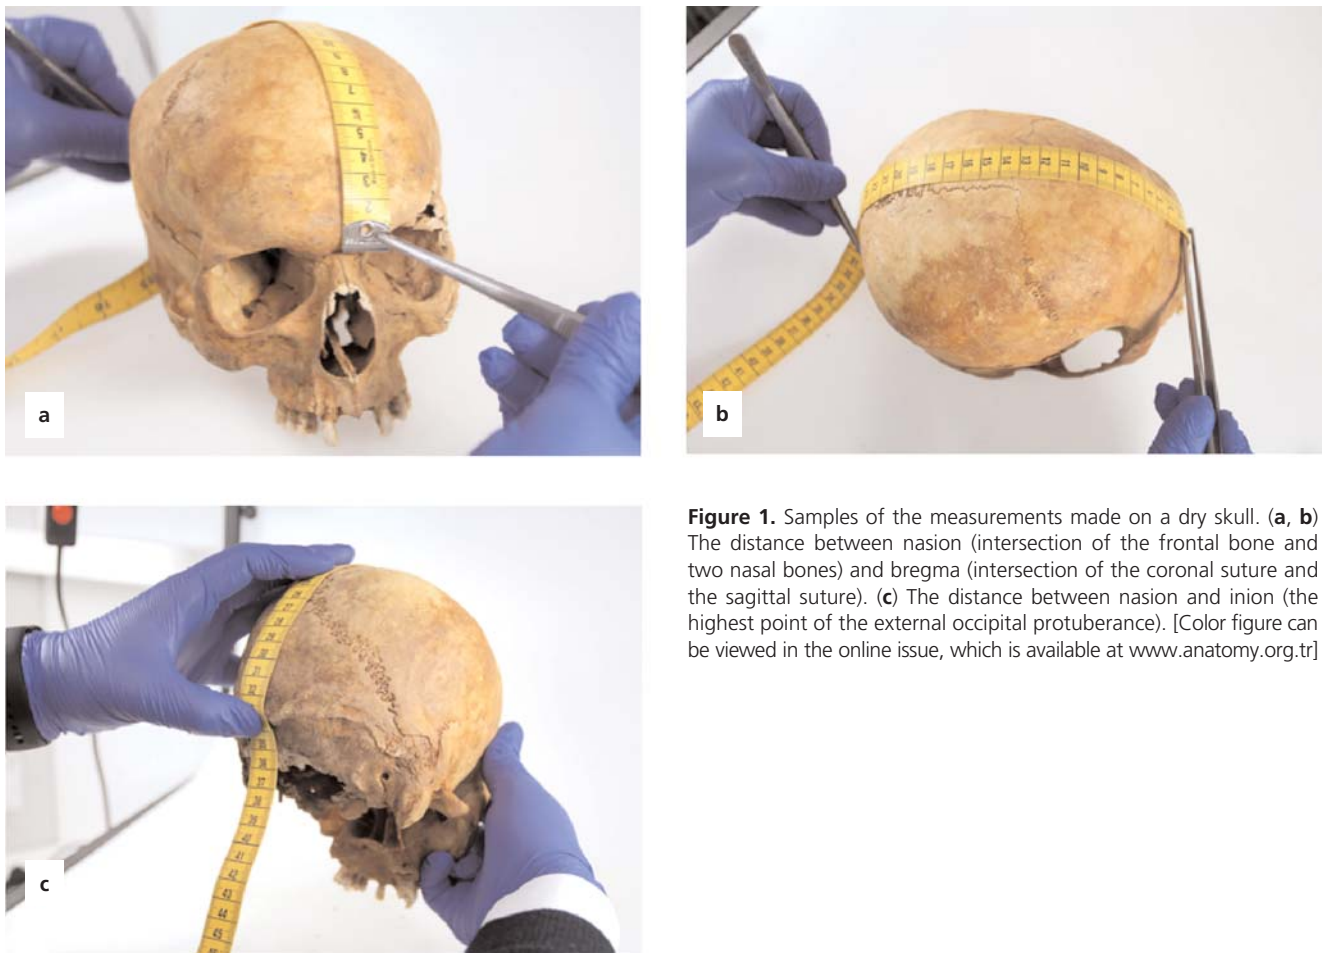 a
b
c
Figure 1. Samples of the measurements made on a dry skull. (a, b)
The distance between nasion (intersection of the frontal bone and
two nasal bones) and bregma (intersection of the coronal suture and
the sagittal suture). (c) The distance between nasion and inion (the
highest point of the external occipital protuberance). [Color figure can
be viewed in the online issue, which is available at www.anatomy.org.tr]